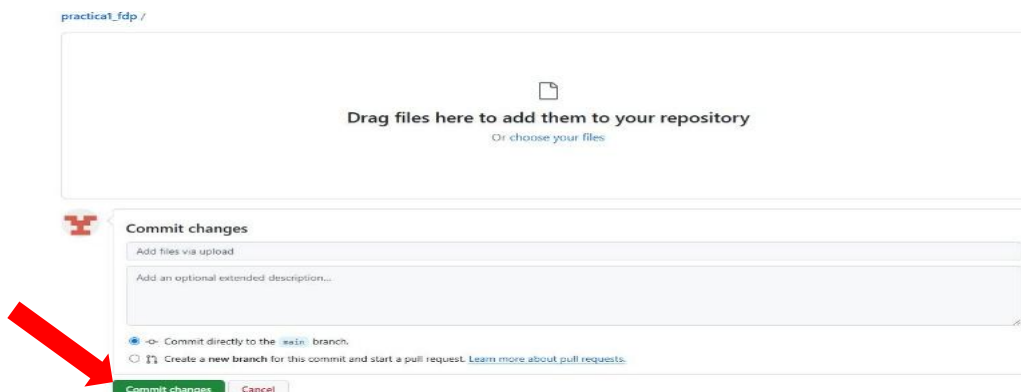 practica1_fdp /
Drag files here to add them to your repository
Or choose your files
Commit changes
Add files via upload
Add an optional extended description...
Commit directly to the main branch.
Create a new branch for this commit and start a pull request. Learn more about pull requests.
Commit changes Cancel